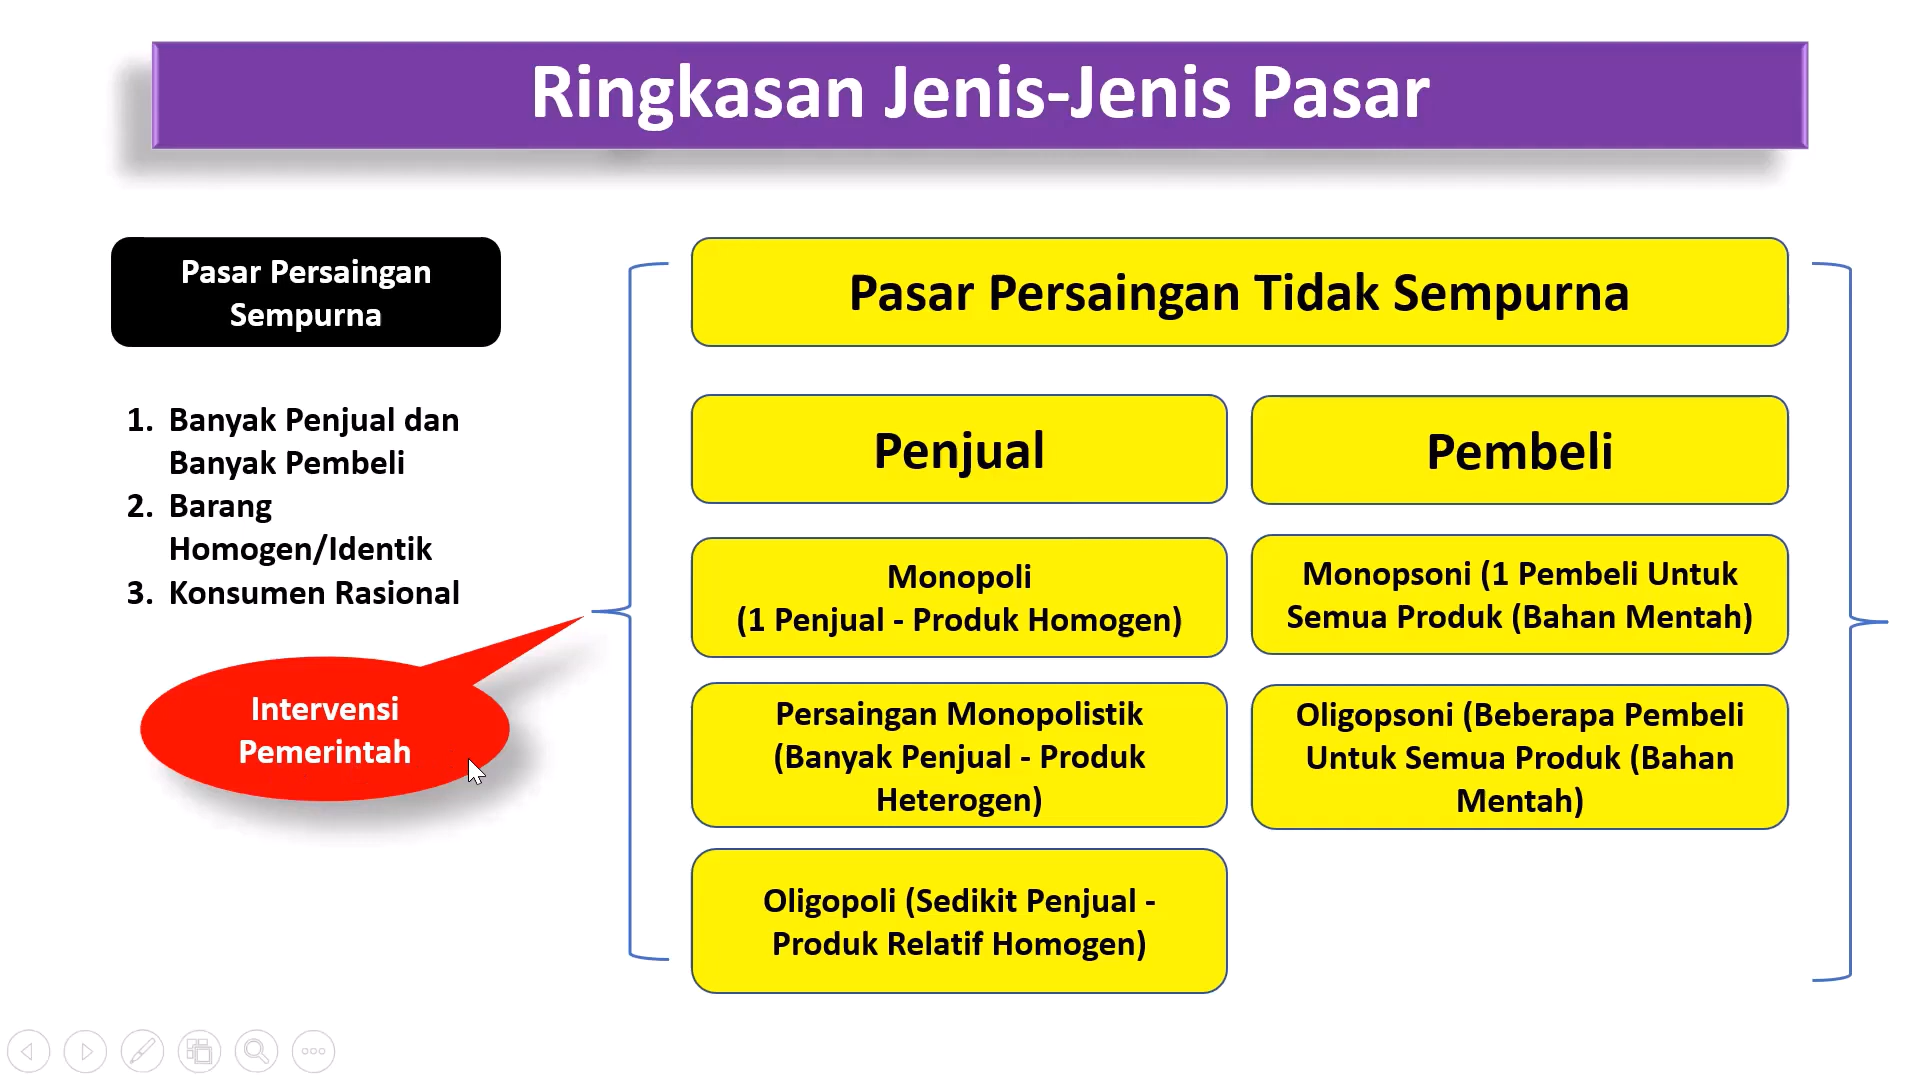 Ringkasan Jenis-Jenis Pasar
Pasar Persaingan
Sempurna
1. Banyak Penjual dan
Banyak Pembeli
2. Barang
Homogen/Identik
3. Konsumen Rasional
Intervensi
Pemerintah
Pasar Persaingan Tidak Sempurna
Penjual
Monopoli
(1 Penjual - Produk Homogen)
Persaingan Monopolistik
(Banyak Penjual - Produk
Heterogen)
Oligopoli (Sedikit Penjual -
Produk Relatif Homogen)
Pembeli
Monopsoni (1 Pembeli Untuk
Semua Produk (Bahan Mentah)
Oligopsoni (Beberapa Pembeli
Untuk Semua Produk (Bahan
Mentah)